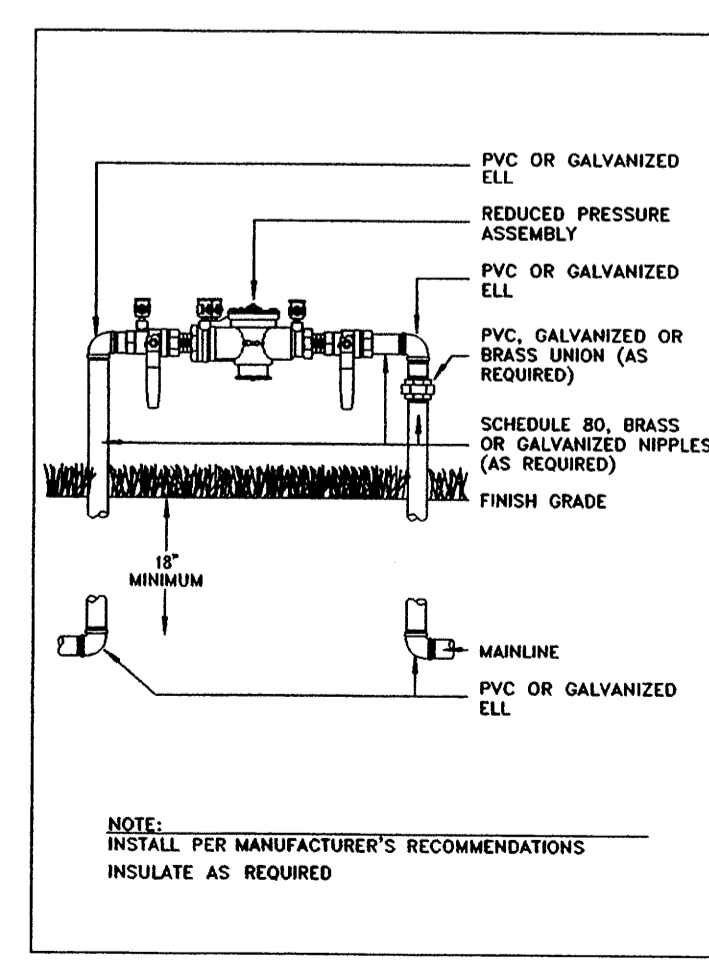 PVC OR GALVANIZED
ELL
REDUCED PRESSURE
ASSEMBLY
PVC OR GALVANIZED
ELL
PVC, GALVANIZED OR
BRASS UNION (AS
REQUIRED)
SCHEDULE 80, BRASS
OR GALVANIZED NIPPLES
(AS REQUIRED)
FINISH GRADE
18"
MINIMUM
MAINLINE
PVC OR GALVANIZED
ELL
NOTE:
INSTALL PER MANUFACTURER'S RECOMMENDATIONS
INSULATE AS REQUIRED